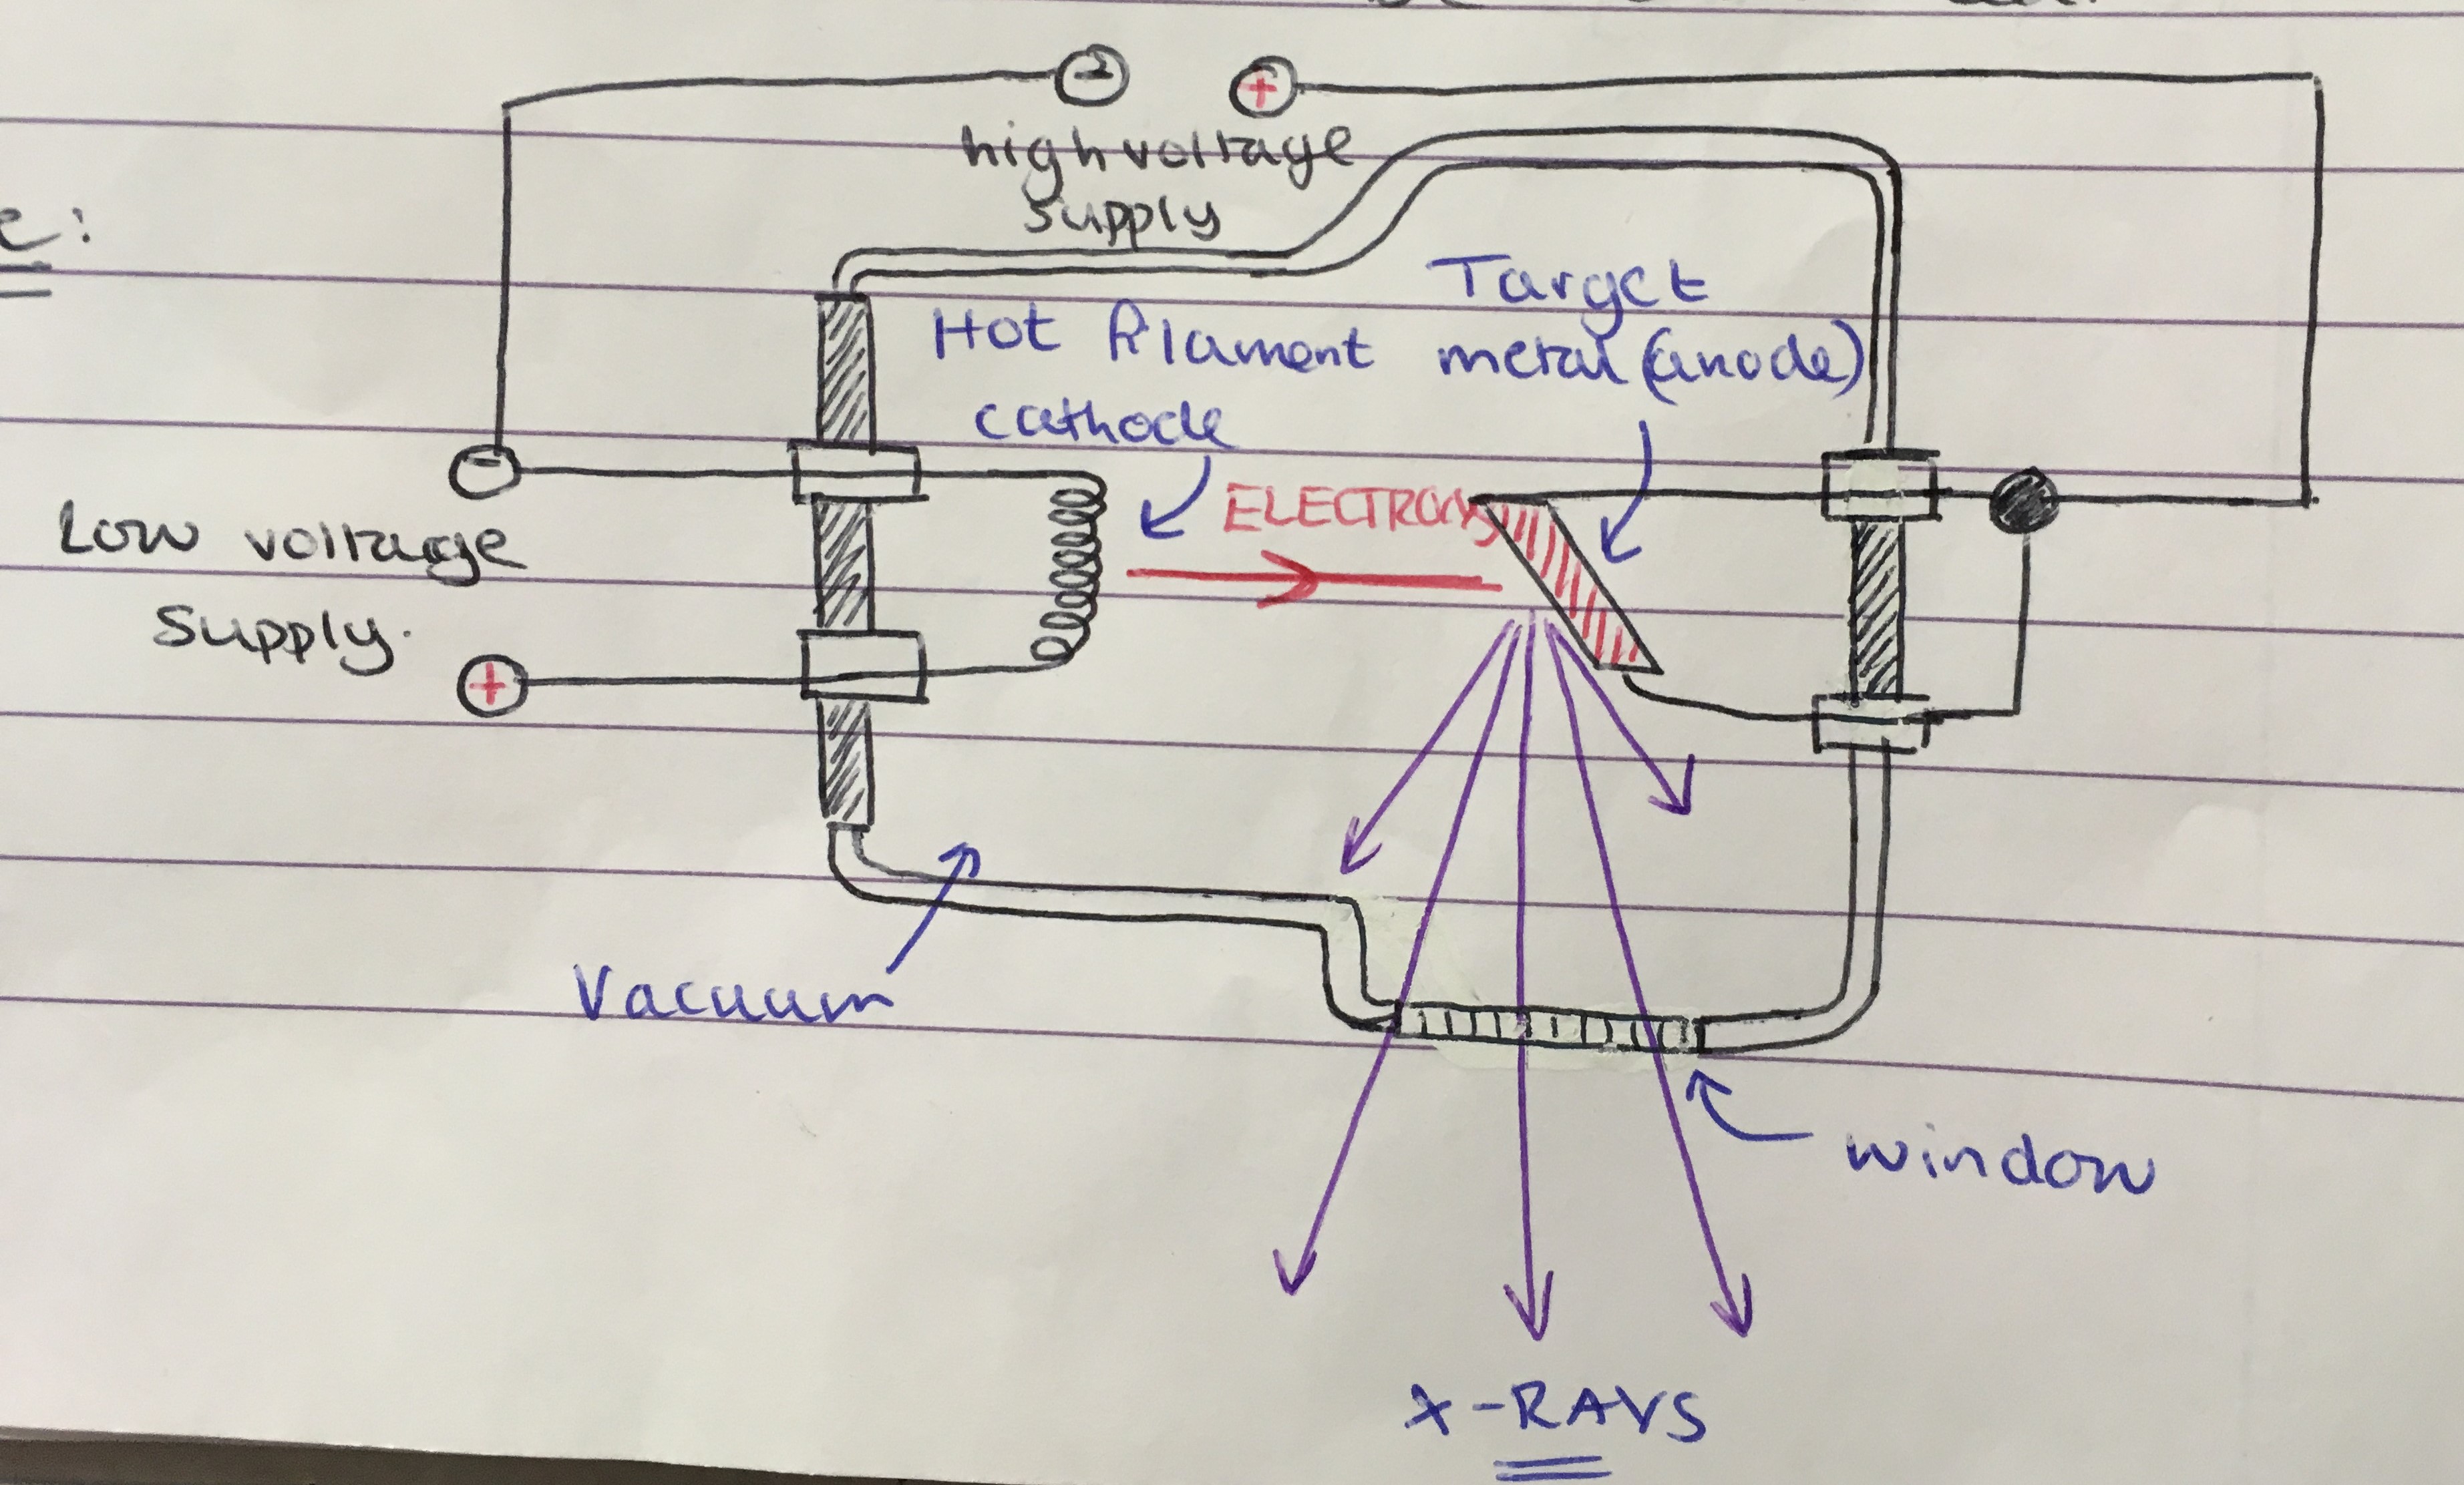 e:
high voltage
supply
Target
Hot filament metal (anode)
cathode
ELECTRONS
Low voltage
supply.
Vacuum
window
X-RAYS